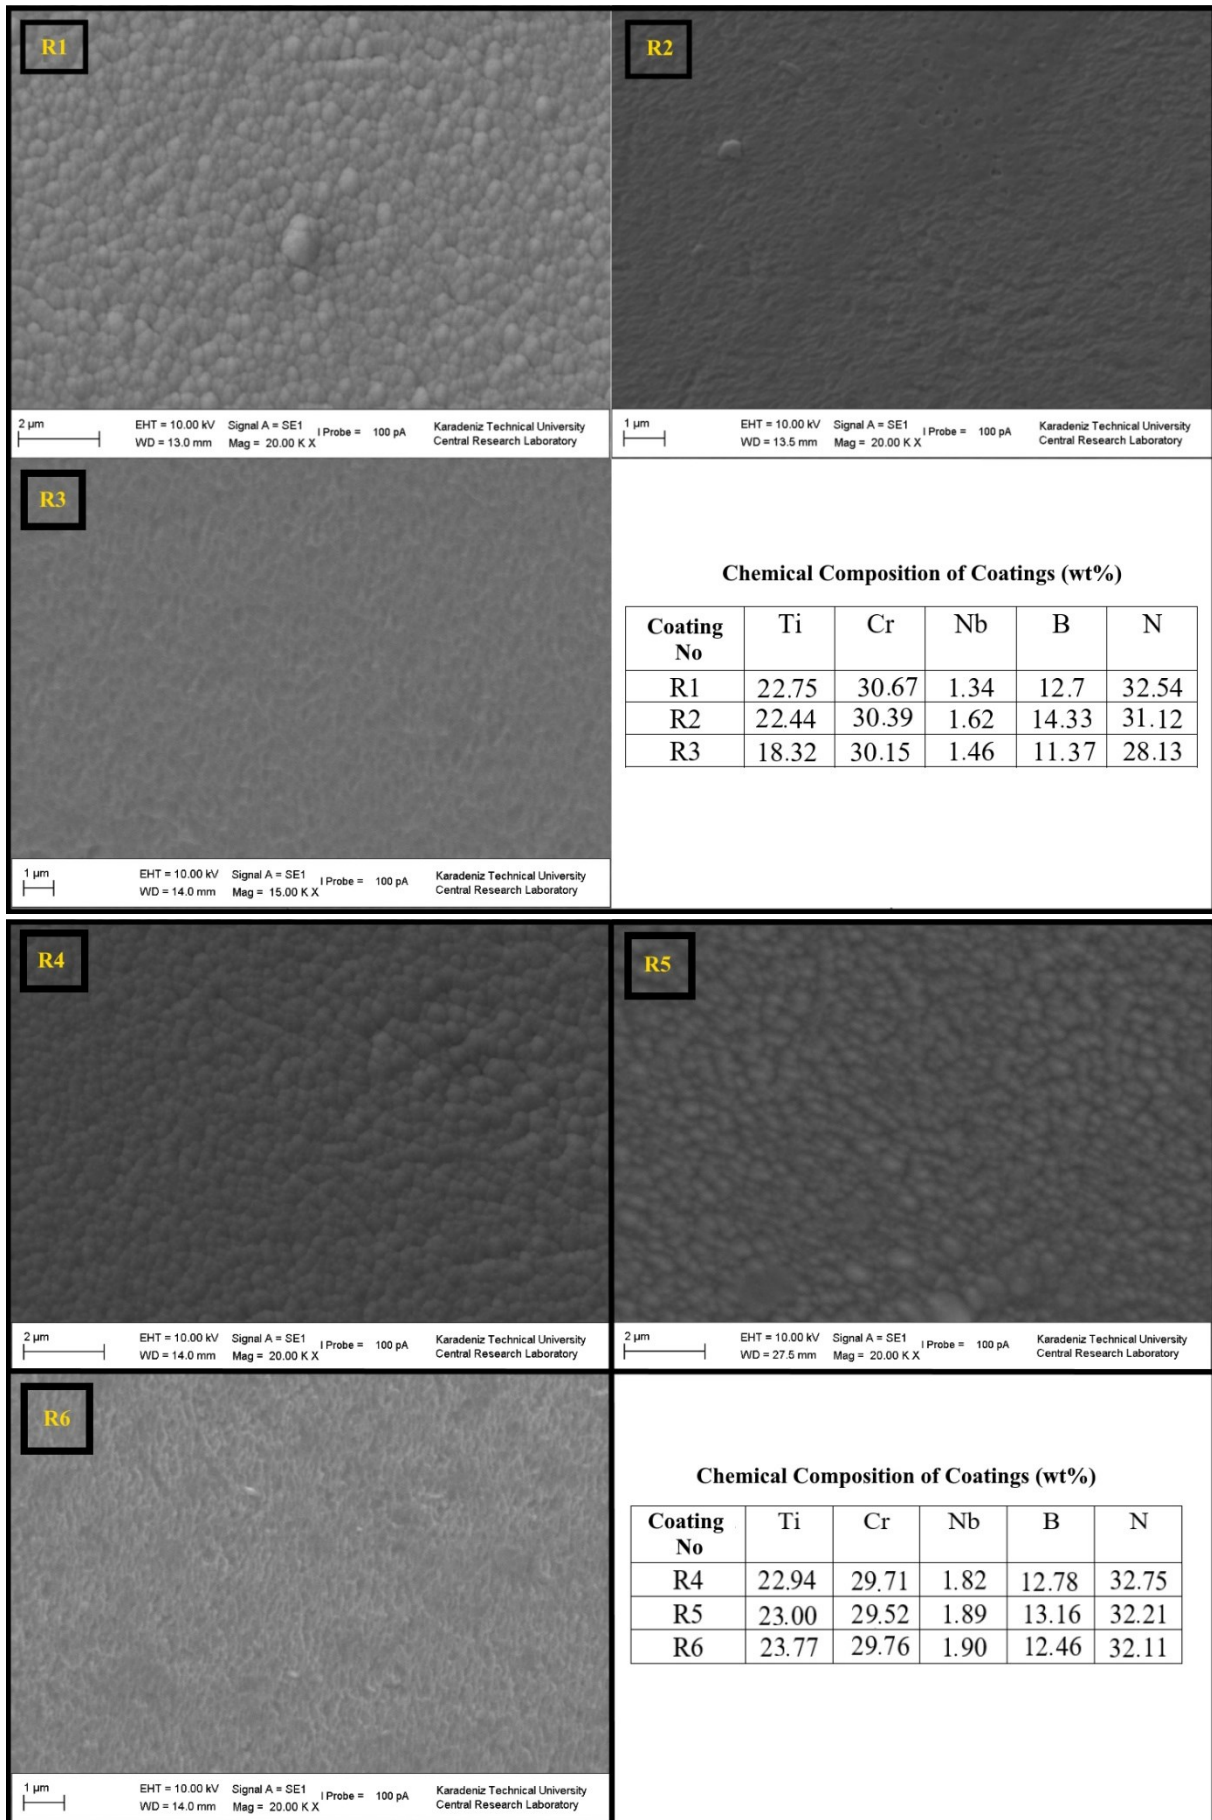 R1
R2
2 µm
EHT = 10.00 kV Signal A = SE1 I Probe = 100 pA Karadeniz Technical University
WD = 13.0 mm Mag = 20.00 K X Central Research Laboratory
1 µm
EHT = 10.00 kV Signal A = SE1 I Probe = 100 pA Karadeniz Technical University
WD = 13.5 mm Mag = 20.00 K X Central Research Laboratory
R3
1 µm
EHT = 10.00 kV Signal A = SE1 I Probe = 100 pA Karadeniz Technical University
WD = 14.0 mm Mag = 15.00 K X Central Research Laboratory
Chemical Composition of Coatings (wt%)
Coating No Ti Cr Nb B N
R1 22.75 30.67 1.34 12.7 32.54
R2 22.44 30.39 1.62 14.33 31.12
R3 18.32 30.15 1.46 11.37 28.13
R4
R5
2 µm
EHT = 10.00 kV Signal A = SE1 I Probe = 100 pA Karadeniz Technical University
WD = 14.0 mm Mag = 20.00 K X Central Research Laboratory
2 µm
EHT = 10.00 kV Signal A = SE1 I Probe = 100 pA Karadeniz Technical University
WD = 27.5 mm Mag = 20.00 K X Central Research Laboratory
R6
1 µm
EHT = 10.00 kV Signal A = SE1 I Probe = 100 pA Karadeniz Technical University
WD = 14.0 mm Mag = 20.00 K X Central Research Laboratory
Chemical Composition of Coatings (wt%)
Coating No Ti Cr Nb B N
R4 22.94 29.71 1.82 12.78 32.75
R5 23.00 29.52 1.89 13.16 32.21
R6 23.77 29.76 1.90 12.46 32.11